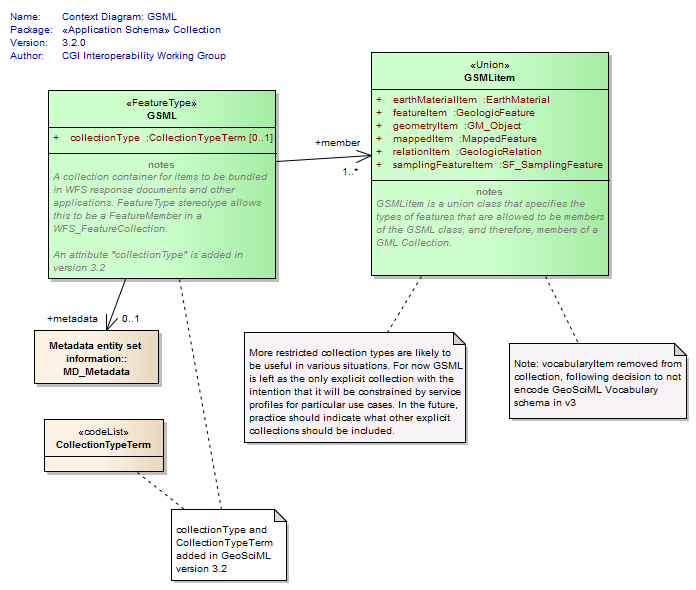 Name: Context Diagram: GSML
Package: «Application Schema» Collection
Version: 3.2.0
Author: CGI Interoperability Working Group
«FeatureType»
GSML
+ collectionType :CollectionTypeTerm [0..1]
notes
A collection container for items to be bundled
in WFS response documents and other
applications. FeatureType stereotype allows
this to be a FeatureMember in a
WFS_FeatureCollection.
An attribute "collectionType" is added in
version 3.2
+member
1..*
«Union»
GSMLitem
+ earthMaterialItem :EarthMaterial
+ featureItem :GeologicFeature
+ geometryItem :GM_Object
+ mappedItem :MappedFeature
+ relationItem :GeologicRelation
+ samplingFeatureItem :SF_SamplingFeature
notes
GSMLitem is a union class that specifies the
types of features that are allowed to be members
of the GSML class, and therefore, members of a
GML Collection.
+metadata
0..1
Metadata entity set
information::
MD_Metadata
More restricted collection types are likely to
be useful in various situations. For now GSML
is left as the only explicit collection with the
intention that it will be constrained by service
profiles for particular use cases. In the future,
practice should indicate what other explicit
collections should be included.
Note: vocabularyItem removed from
collection, following decision to not
encode GeoSciML Vocabulary
schema in v3
«codeList»
CollectionTypeTerm
collectionType and
CollectionTypeTerm
added in GeoSciML
version 3.2